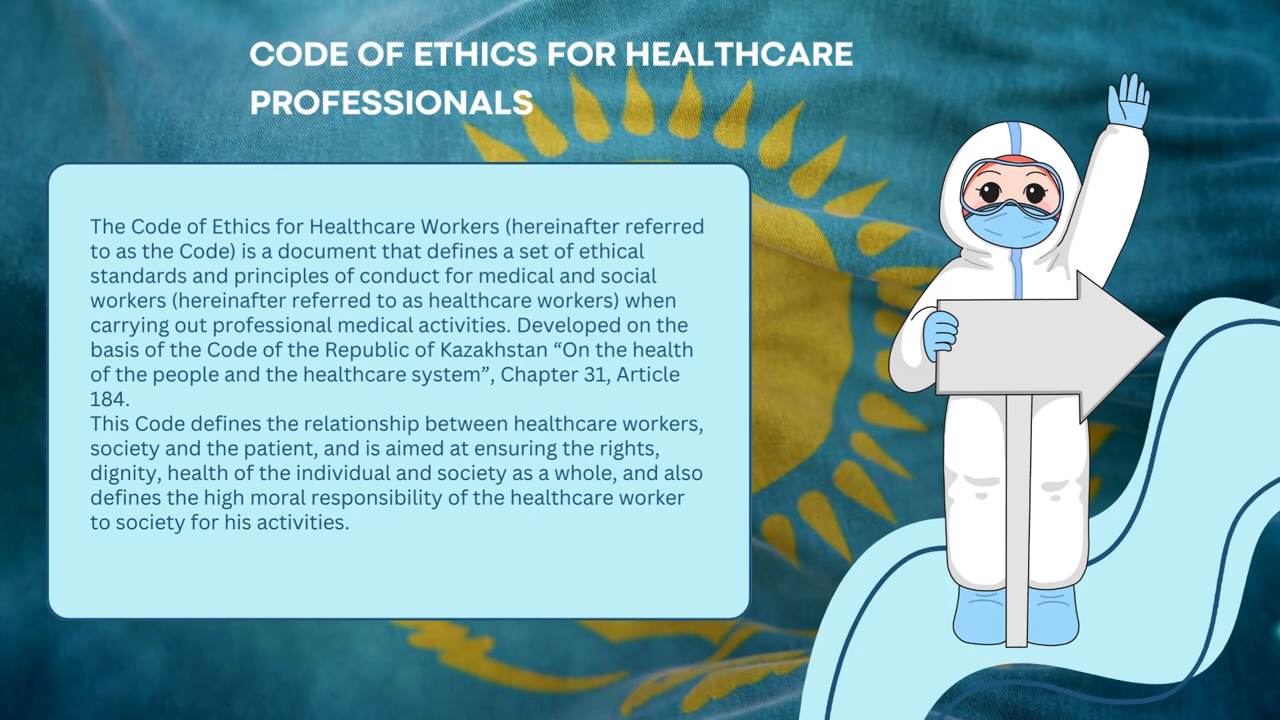 CODE OF ETHICS FOR HEALTHCARE
PROFESSIONALS
The Code of Ethics for Healthcare Workers (hereinafter referred
to as the Code) is a document that defines a set of ethical
standards and principles of conduct for medical and social
workers (hereinafter referred to as healthcare workers) when
carrying out professional medical activities. Developed on the
basis of the Code of the Republic of Kazakhstan “On the health
of the people and the healthcare system”, Chapter 31, Article
184.
This Code defines the relationship between healthcare workers,
society and the patient, and is aimed at ensuring the rights,
dignity, health of the individual and society as a whole, and also
defines the high moral responsibility of the healthcare worker
to society for his activities.